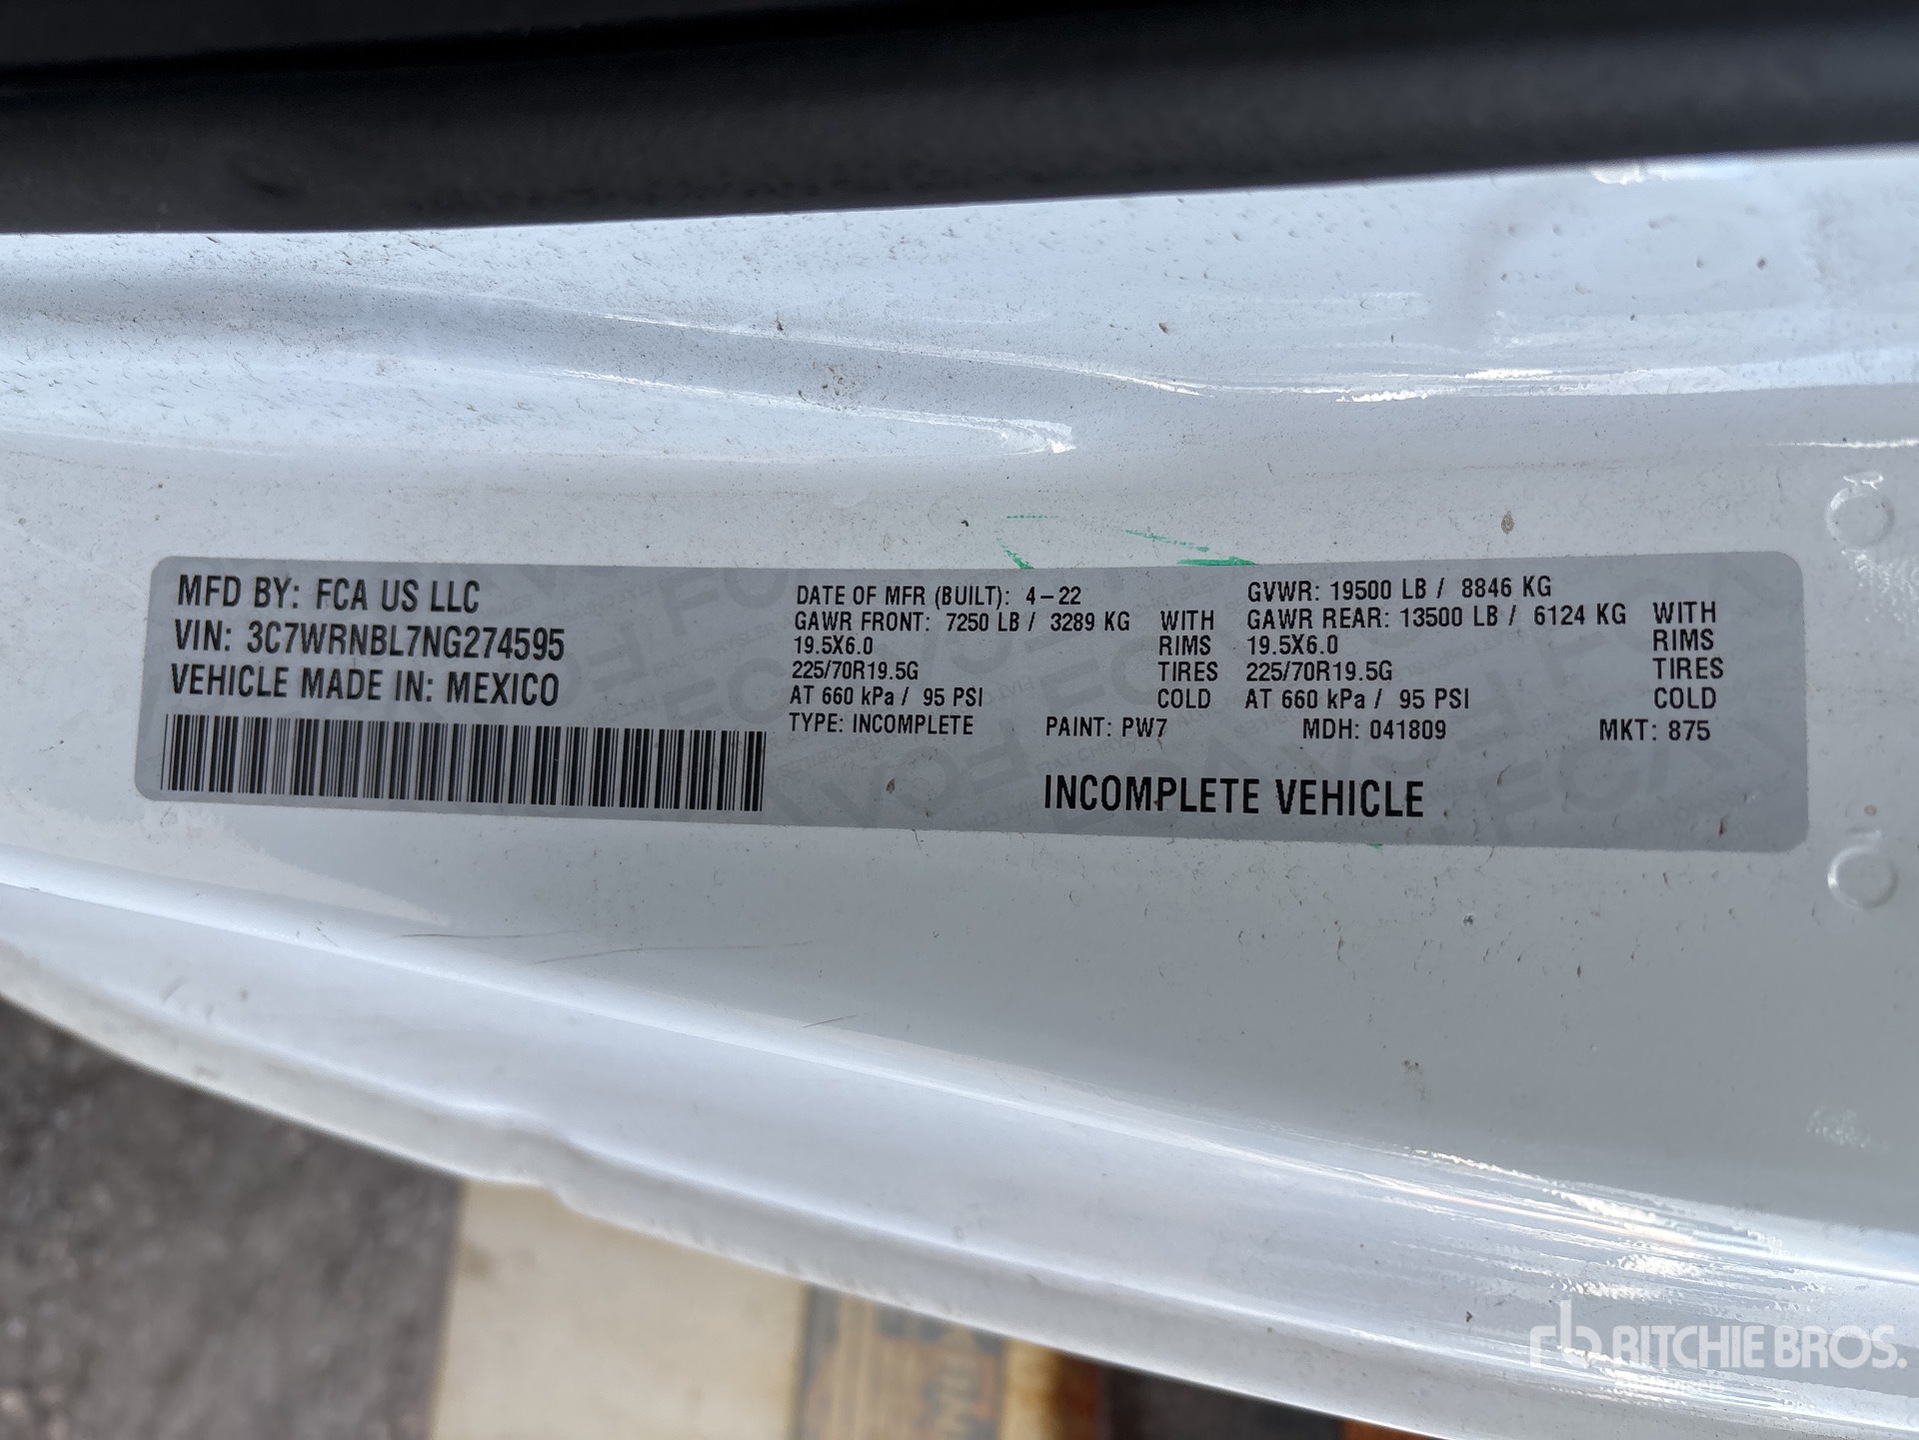 MFD BY: FCA US LLC
VIN: 3C7WRNBL7NG274595
VEHICLE MADE IN: MEXICO
DATE OF MFR (BUILT): 4-22
GAWR FRONT: 7250 LB / 3289 KG WITH
19.5X6.0 RIMS
225/70R19.5G TIRES
AT 660 kPa / 95 PSI COLD
TYPE: INCOMPLETE
GVWR: 19500 LB / 8846 KG
GAWR REAR: 13500 LB / 6124 KG WITH
19.5X6.0 RIMS
225/70R19.5G TIRES
AT 660 kPa / 95 PSI COLD
PAINT: PW7 MDH: 041809 MKT: 875
INCOMPLETE VEHICLE
rb RITCHIE BROS.